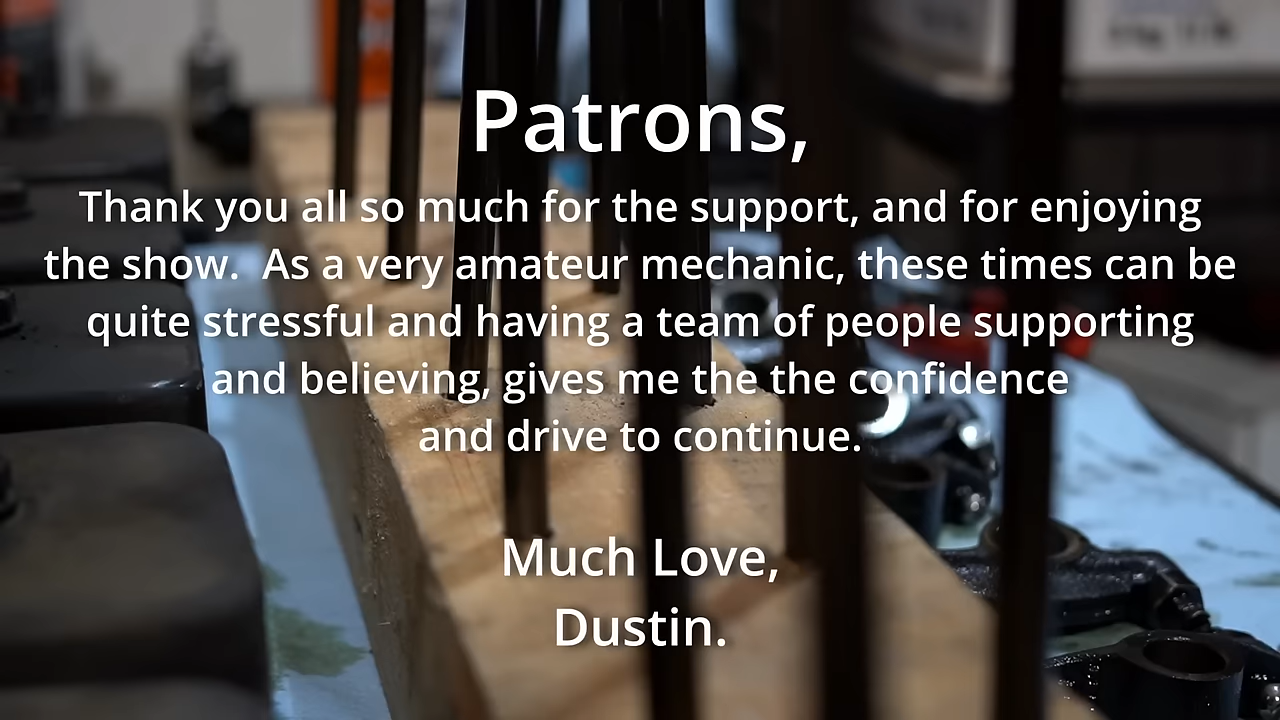 Patrons,
Thank you all so much for the support, and for enjoying
the show.  As a very amateur mechanic, these times can be
quite stressful and having a team of people supporting
and believing, gives me the the confidence
and drive to continue.
Much Love,
Dustin.